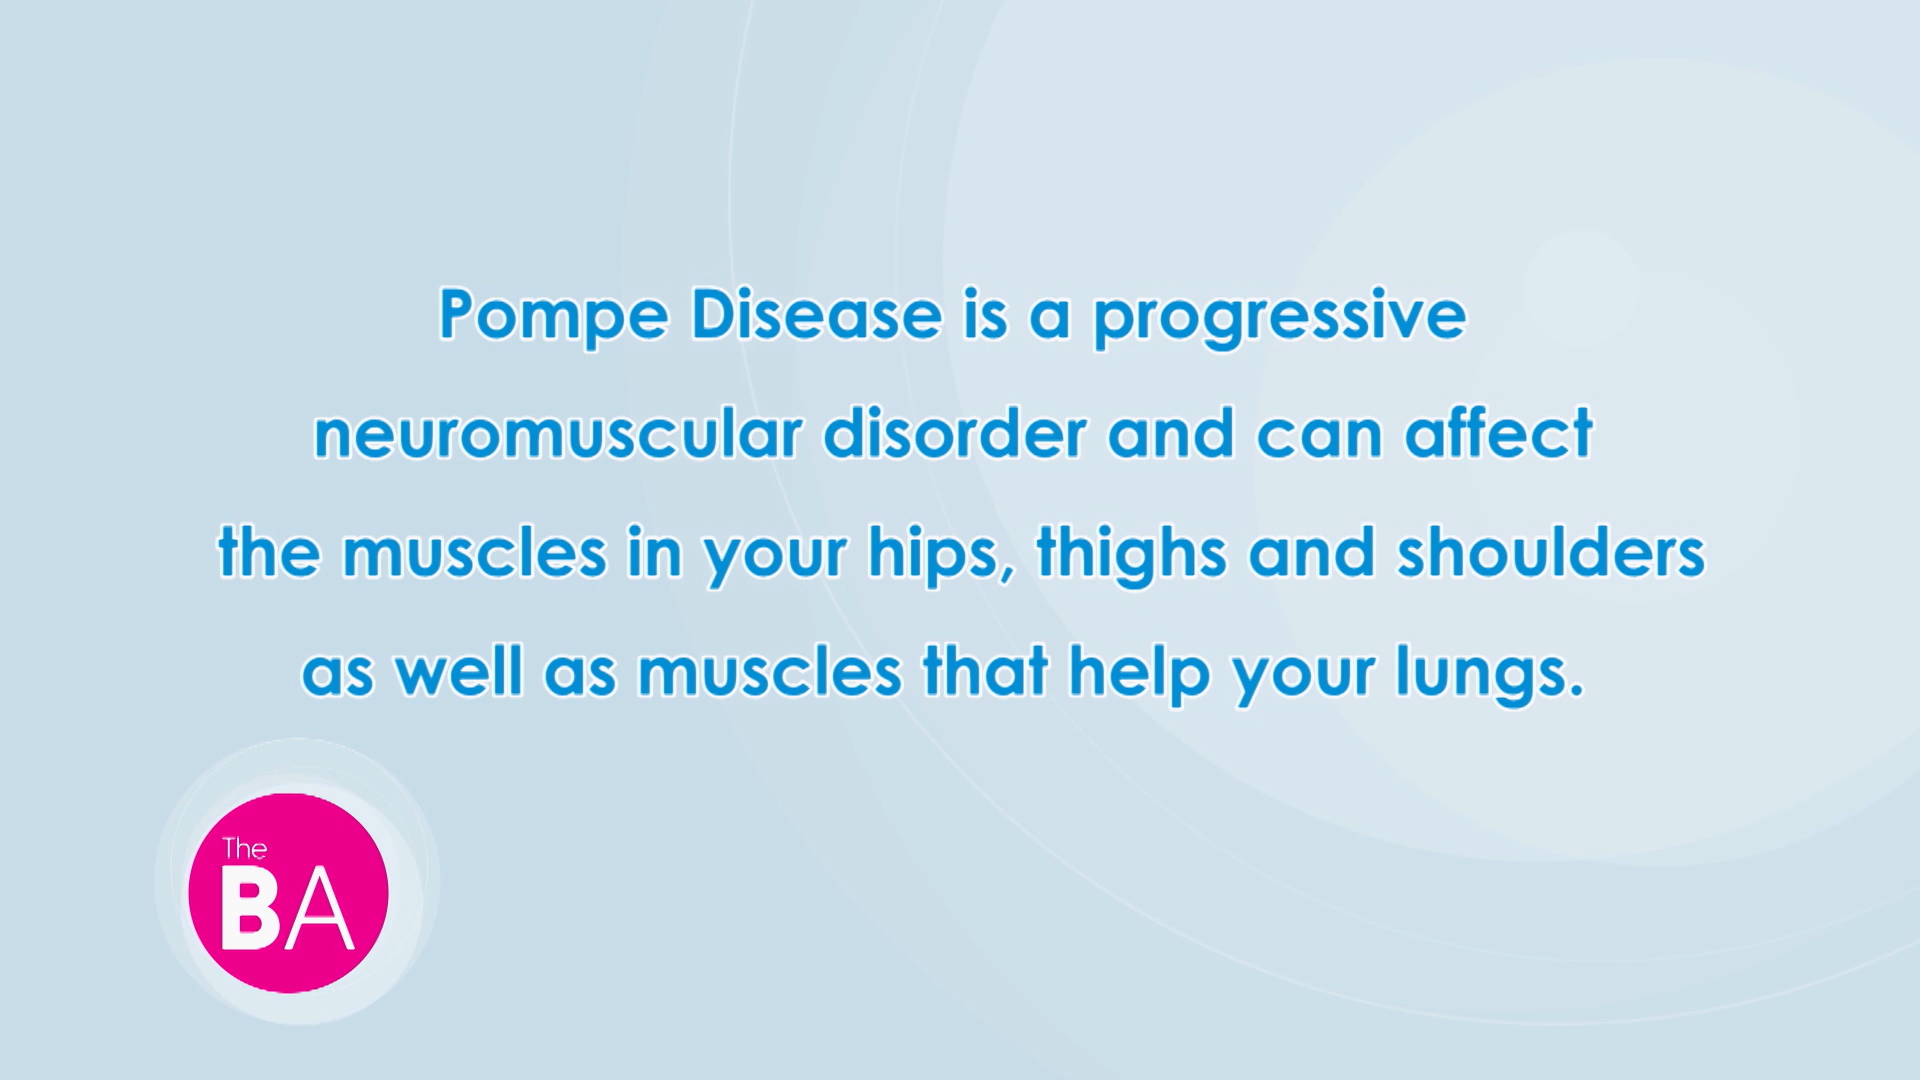 Pompe Disease is a progressive
neuromuscular disorder and can affect
the muscles in your hips, thighs and shoulders
as well as muscles that help your lungs.
The
BA